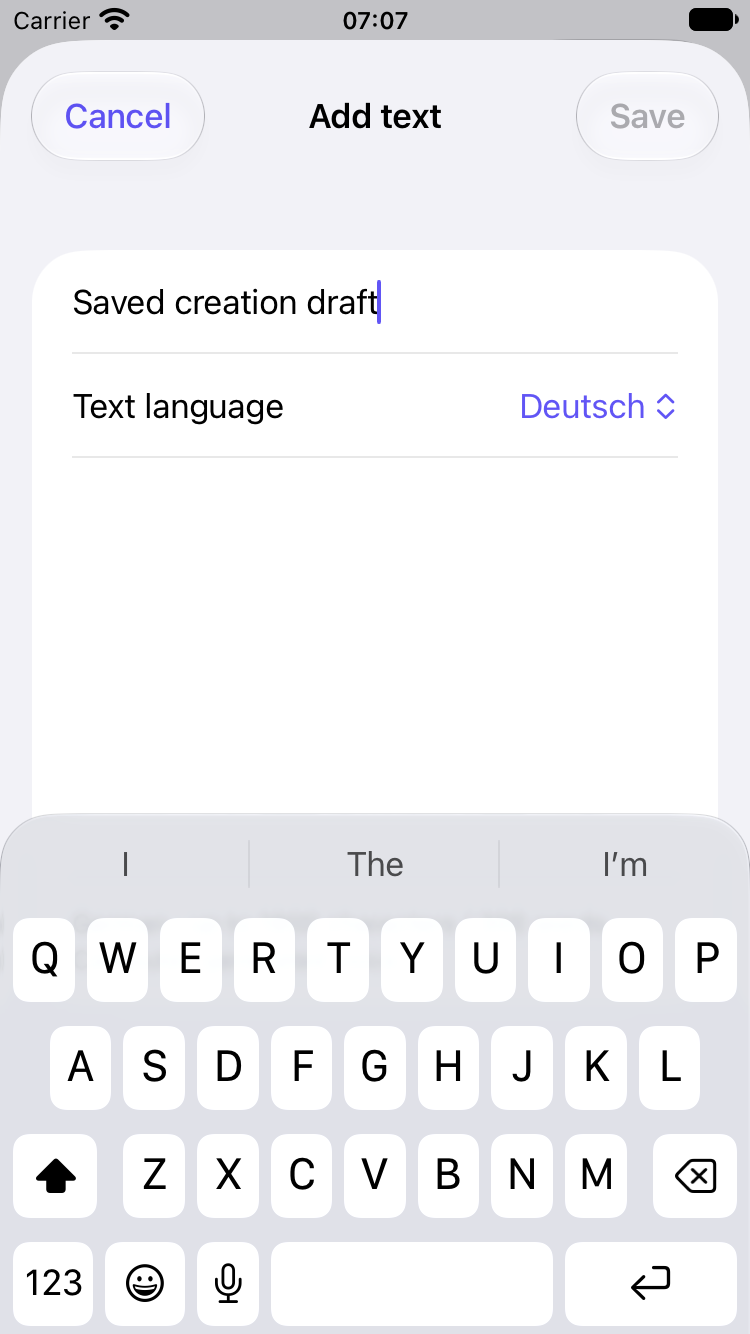 Carrier 07:07
Cancel Add text Save
Saved creation draft
Text language Deutsch
I The I’m
Q W E R T Y U I O P
A S D F G H J K L
Z X C V B N M
123